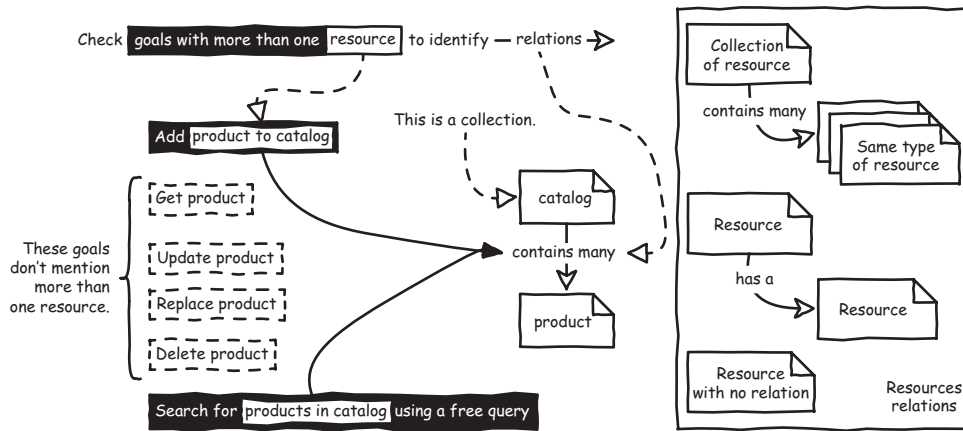 Check goals with more than one resource to identify relations
Add product to catalog
This is a collection.
Get product
Update product
Replace product
Delete product
These goals
don't mention
more than
one resource.
catalog
contains many
product
Search for products in catalog using a free query
Collection
of resource
contains many
Same type
of resource
Resource
has a
Resource
Resource
with no relation
Resources
relations